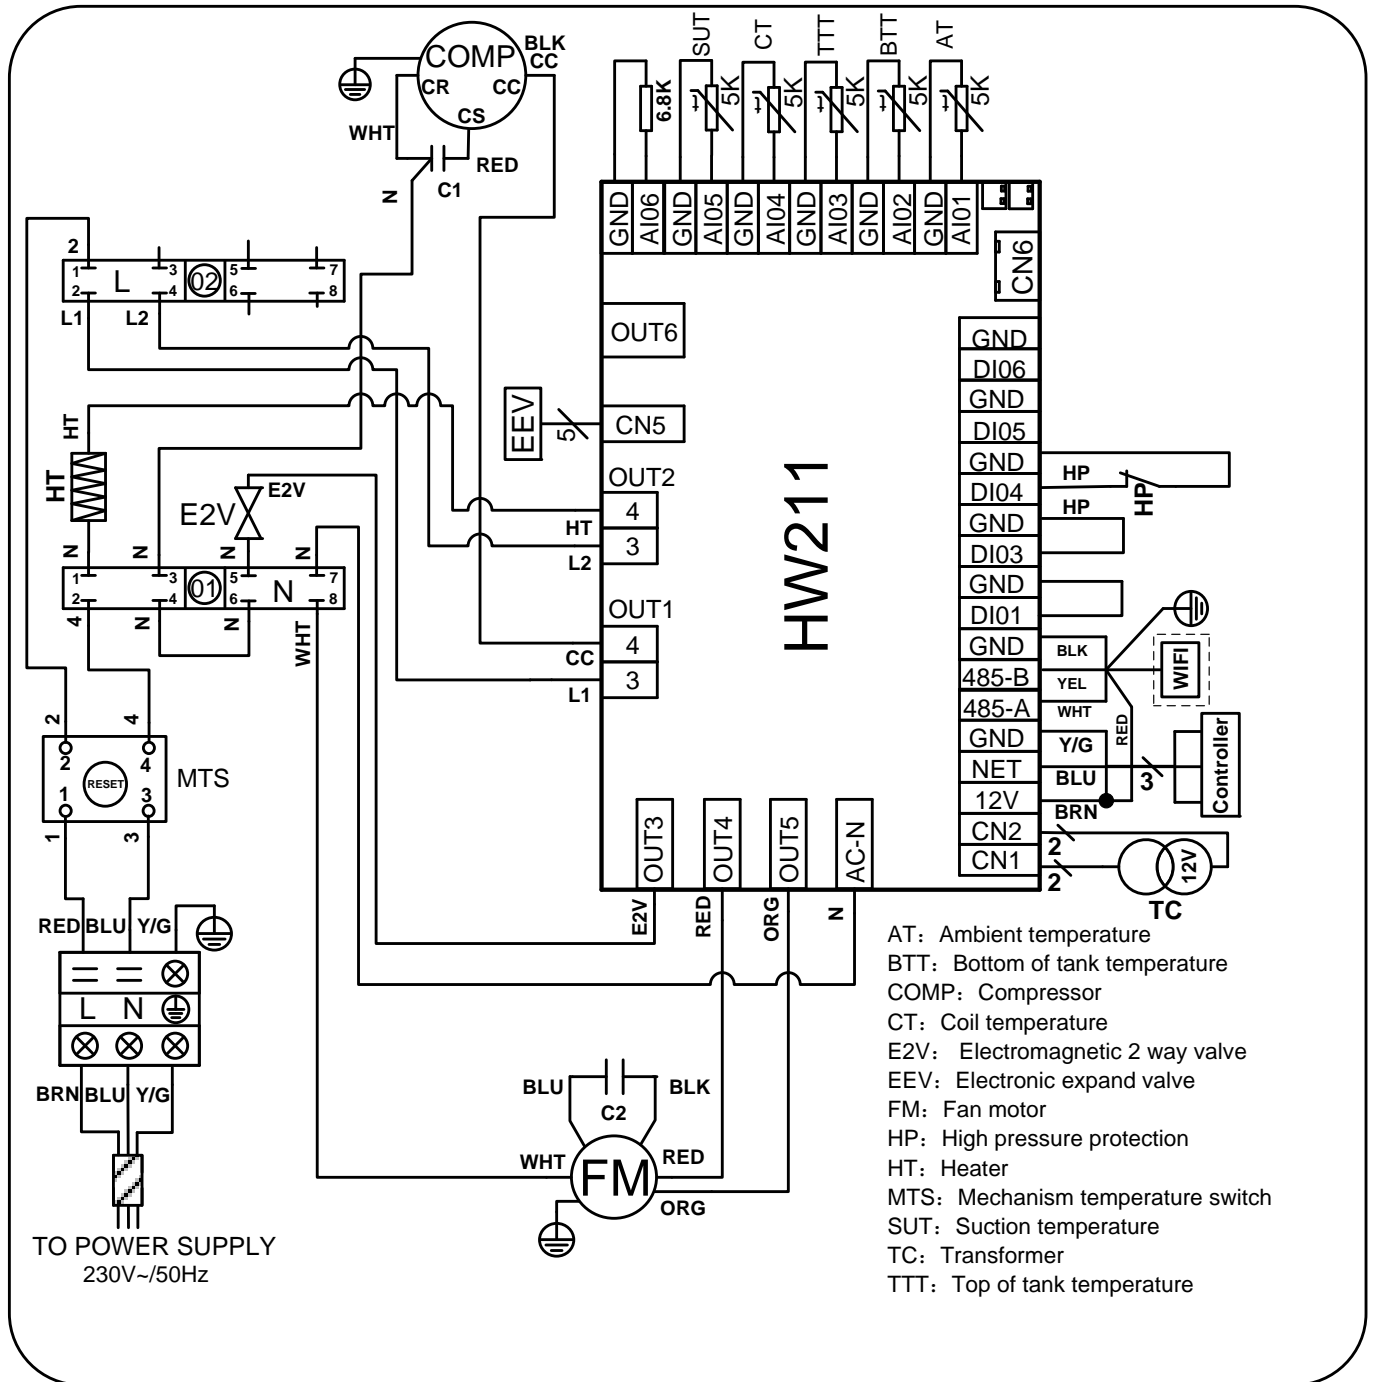 COMP
CR
CC
CS
BLK
CC
WHT
RED
C1
N
SUT
CT
TTT
BTT
AT
6.8K
t
5K
t
5K
t
5K
t
5K
t
5K
GND
AI06
GND
AI05
GND
AI04
GND
AI03
GND
AI02
GND
AI01
CN6
2
1
2
L
3
4
02
5
6
7
8
L1
L2
OUT6
EEV
5
CN5
OUT2
4
3
HT
L2
OUT1
4
3
CC
L1
HW211
GND
DI06
GND
DI05
GND
DI04
GND
DI03
GND
DI01
GND
485-B
485-A
GND
NET
12V
CN2
CN1
HP
HP
HP
BLK
YEL
WHT
Y/G
BLU
BRN
RED
WIFI
3
Controller
2
2
12V
TC
HT
HT
E2V
E2V
N
N
N
N
1
2
3
4
01
5
6
N
7
8
4
N
N
WHT
2
4
2
4
RESET
1
3
MTS
1
3
RED
BLU
Y/G
L
N
BRN
BLU
Y/G
TO POWER SUPPLY
230V~/50Hz
OUT3
OUT4
OUT5
AC-N
E2V
RED
ORG
N
BLU
C2
BLK
WHT
FM
RED
ORG
AT: Ambient temperature
BTT: Bottom of tank temperature
COMP: Compressor
CT: Coil temperature
E2V: Electromagnetic 2 way valve
EEV: Electronic expand valve
FM: Fan motor
HP: High pressure protection
HT: Heater
MTS: Mechanism temperature switch
SUT: Suction temperature
TC: Transformer
TTT: Top of tank temperature